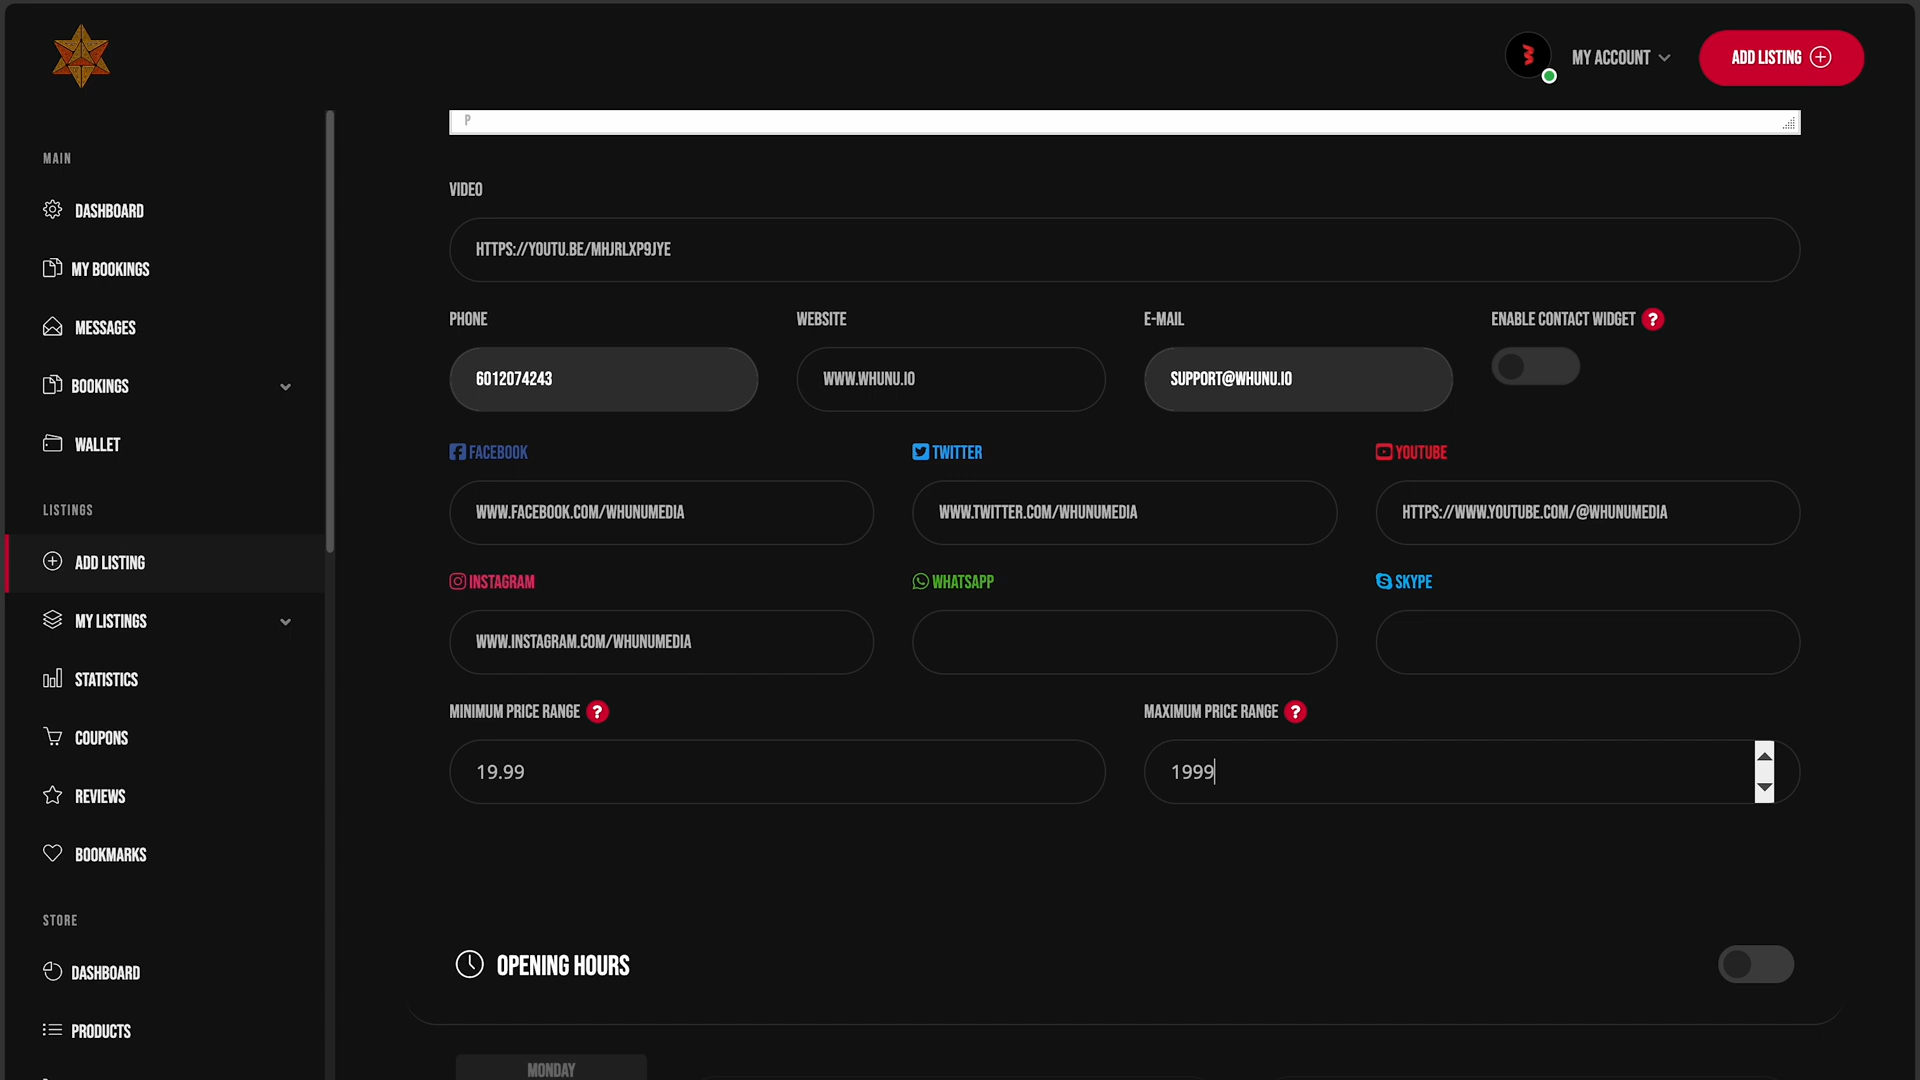 MY ACCOUNT
ADD LISTING
MAIN
DASHBOARD
MY BOOKINGS
MESSAGES
BOOKINGS
WALLET
LISTINGS
ADD LISTING
MY LISTINGS
STATISTICS
COUPONS
REVIEWS
BOOKMARKS
STORE
DASHBOARD
PRODUCTS
P
VIDEO
HTTPS://YOUTU.BE/MHJRLXP9JYE
PHONE WEBSITE E-MAIL ENABLE CONTACT WIDGET ?
6012074243 WWW.WHUNU.IO SUPPORT@WHUNU.IO
FACEBOOK TWITTER YOUTUBE
WWW.FACEBOOK.COM/WHUNUMEDIA WWW.TWITTER.COM/WHUNUMEDIA HTTPS://WWW.YOUTUBE.COM/@WHUNUMEDIA
INSTAGRAM WHATSAPP SKYPE
WWW.INSTAGRAM.COM/WHUNUMEDIA
MINIMUM PRICE RANGE ? MAXIMUM PRICE RANGE ?
19.99 1999
OPENING HOURS
MONDAY